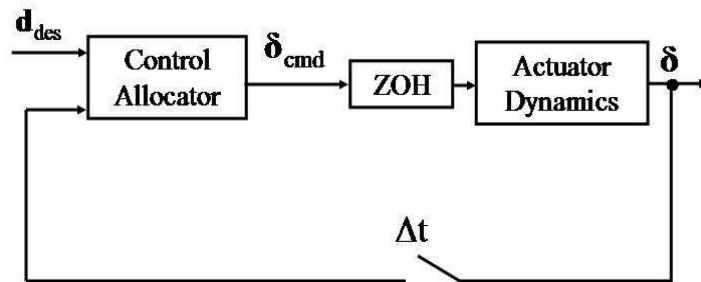 d_des
Control
Allocator
δ_cmd
ZOH
Actuator
Dynamics
δ
Δt